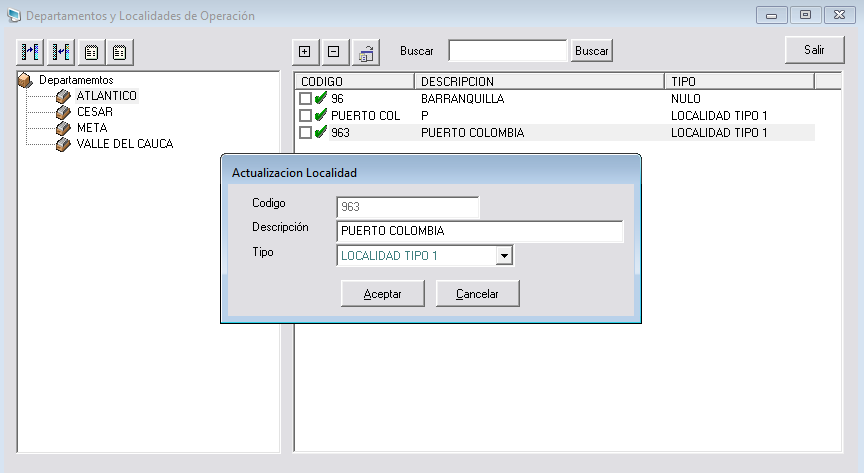 Departamentos y Localidades de Operación
Buscar Buscar Salir
Departamentos
ATLANTICO
CESAR
META
VALLE DEL CAUCA
CODIGO DESCRIPCION TIPO
96 BARRANQUILLA NULO
PUERTO COL P LOCALIDAD TIPO 1
963 PUERTO COLOMBIA LOCALIDAD TIPO 1
Actualizacion Localidad
Codigo 963
Descripción PUERTO COLOMBIA
Tipo LOCALIDAD TIPO 1
Aceptar Cancelar